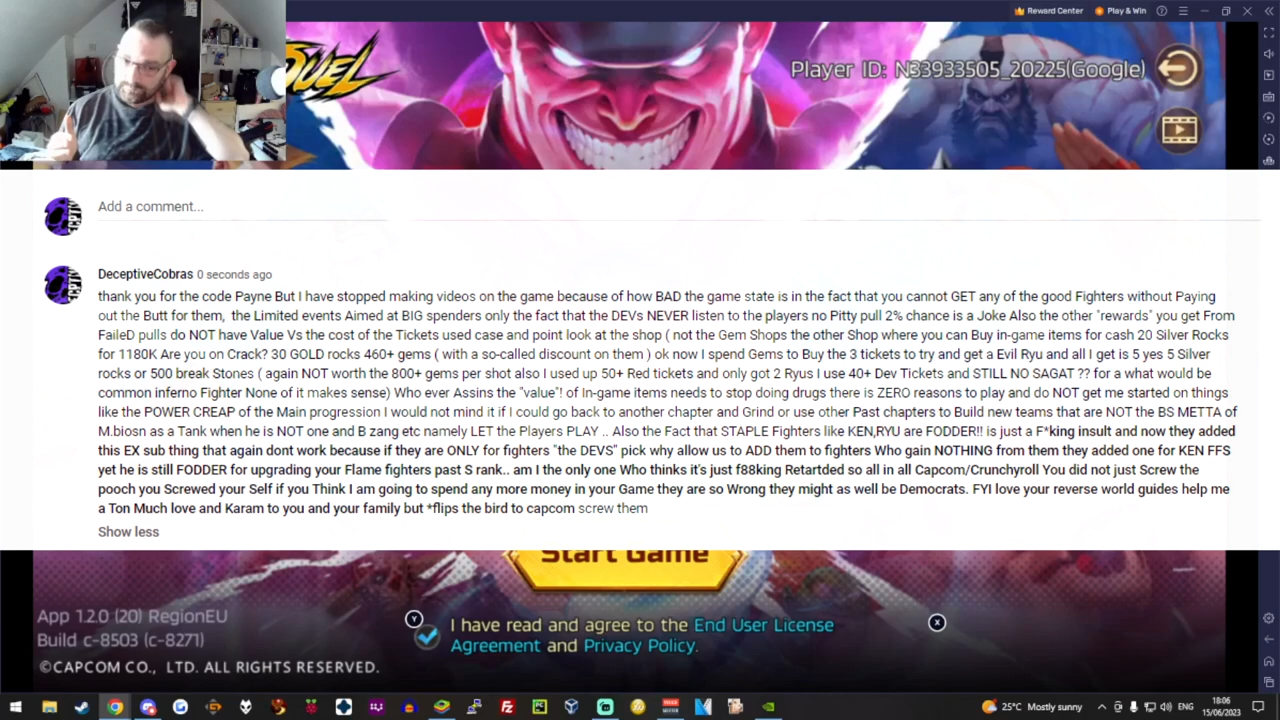 Reward Center
Play & Win
DUEL
Player ID: N33933505_20225(Google)
Add a comment...
DeceptiveCobras 0 seconds ago
thank you for the code Payne But I have stopped making videos on the game because of how BAD the game state is in the fact that you cannot GET any of the good Fighters without Paying
out the Butt for them, the Limited events Aimed at BIG spenders only the fact that the DEVs NEVER listen to the players no Pitty pull 2% chance is a Joke Also the other "rewards" you get From
FaileD pulls do NOT have Value Vs the cost of the Tickets used case and point look at the shop ( not the Gem Shops the other Shop where you can Buy in-game items for cash 20 Silver Rocks
for 1180K Are you on Crack? 30 GOLD rocks 460+ gems ( with a so-called discount on them ) ok now I spend Gems to Buy the 3 tickets to try and get a Evil Ryu and all I get is 5 yes 5 Silver
rocks or 500 break Stones ( again NOT worth the 800+ gems per shot also I used up 50+ Red tickets and only got 2 Ryus I use 40+ Dev Tickets and STILL NO SAGAT ?? for a what would be
common inferno Fighter None of it makes sense) Who ever Assins the "value"! of In-game items needs to stop doing drugs there is ZERO reasons to play and do NOT get me started on things
like the POWER CREAP of the Main progression I would not mind it if I could go back to another chapter and Grind or use other Past chapters to Build new teams that are NOT the BS METTA of
M.biosn as a Tank when he is NOT one and B zang etc namely LET the Players PLAY .. Also the Fact that STAPLE Fighters like KEN,RYU are FODDER!! is just a F*king insult and now they added
this EX sub thing that again dont work because if they are ONLY for fighters "the DEVS" pick why allow us to ADD them to fighters Who gain NOTHING from them they added one for KEN FFS
yet he is still FODDER for upgrading your Flame fighters past S rank.. am I the only one Who thinks it's just f88king Retartded so all in all Capcom/Crunchyroll You did not just Screw the
pooch you Screwed your Self if you Think I am going to spend any more money in your Game they are so Wrong they might as well be Democrats. FYI love your reverse world guides help me
a Ton Much love and Karam to you and your family but *flips the bird to capcom screw them
Show less
Start Game
App 1.2.0 (20) RegionEU
Build c-8503 (c-8271)
©CAPCOM CO., LTD. ALL RIGHTS RESERVED.
Y
I have read and agree to the End User License
Agreement and Privacy Policy.
X
25°C Mostly sunny
ENG
18:06
15/06/2023